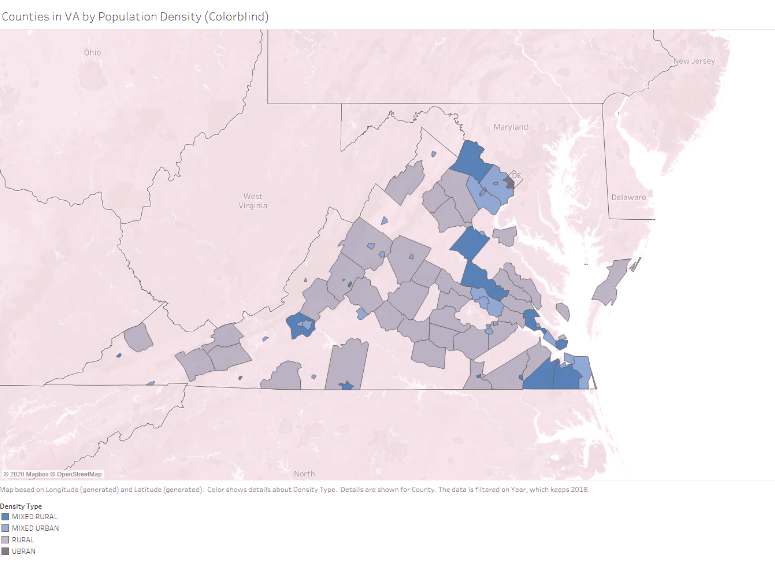 Counties in VA by Population Density (Colorblind)
Ohio
New Jersey
Maryland
DC
West
Virginia
Delaware
North
© 2020 Mapbox © OpenStreetMap
Map based on Longitude (generated) and Latitude (generated). Color shows details about Density Type. Details are shown for County. The data is filtered on Year, which keeps 2018.
Density Type
MIXED RURAL
MIXED URBAN
RURAL
UBRAN